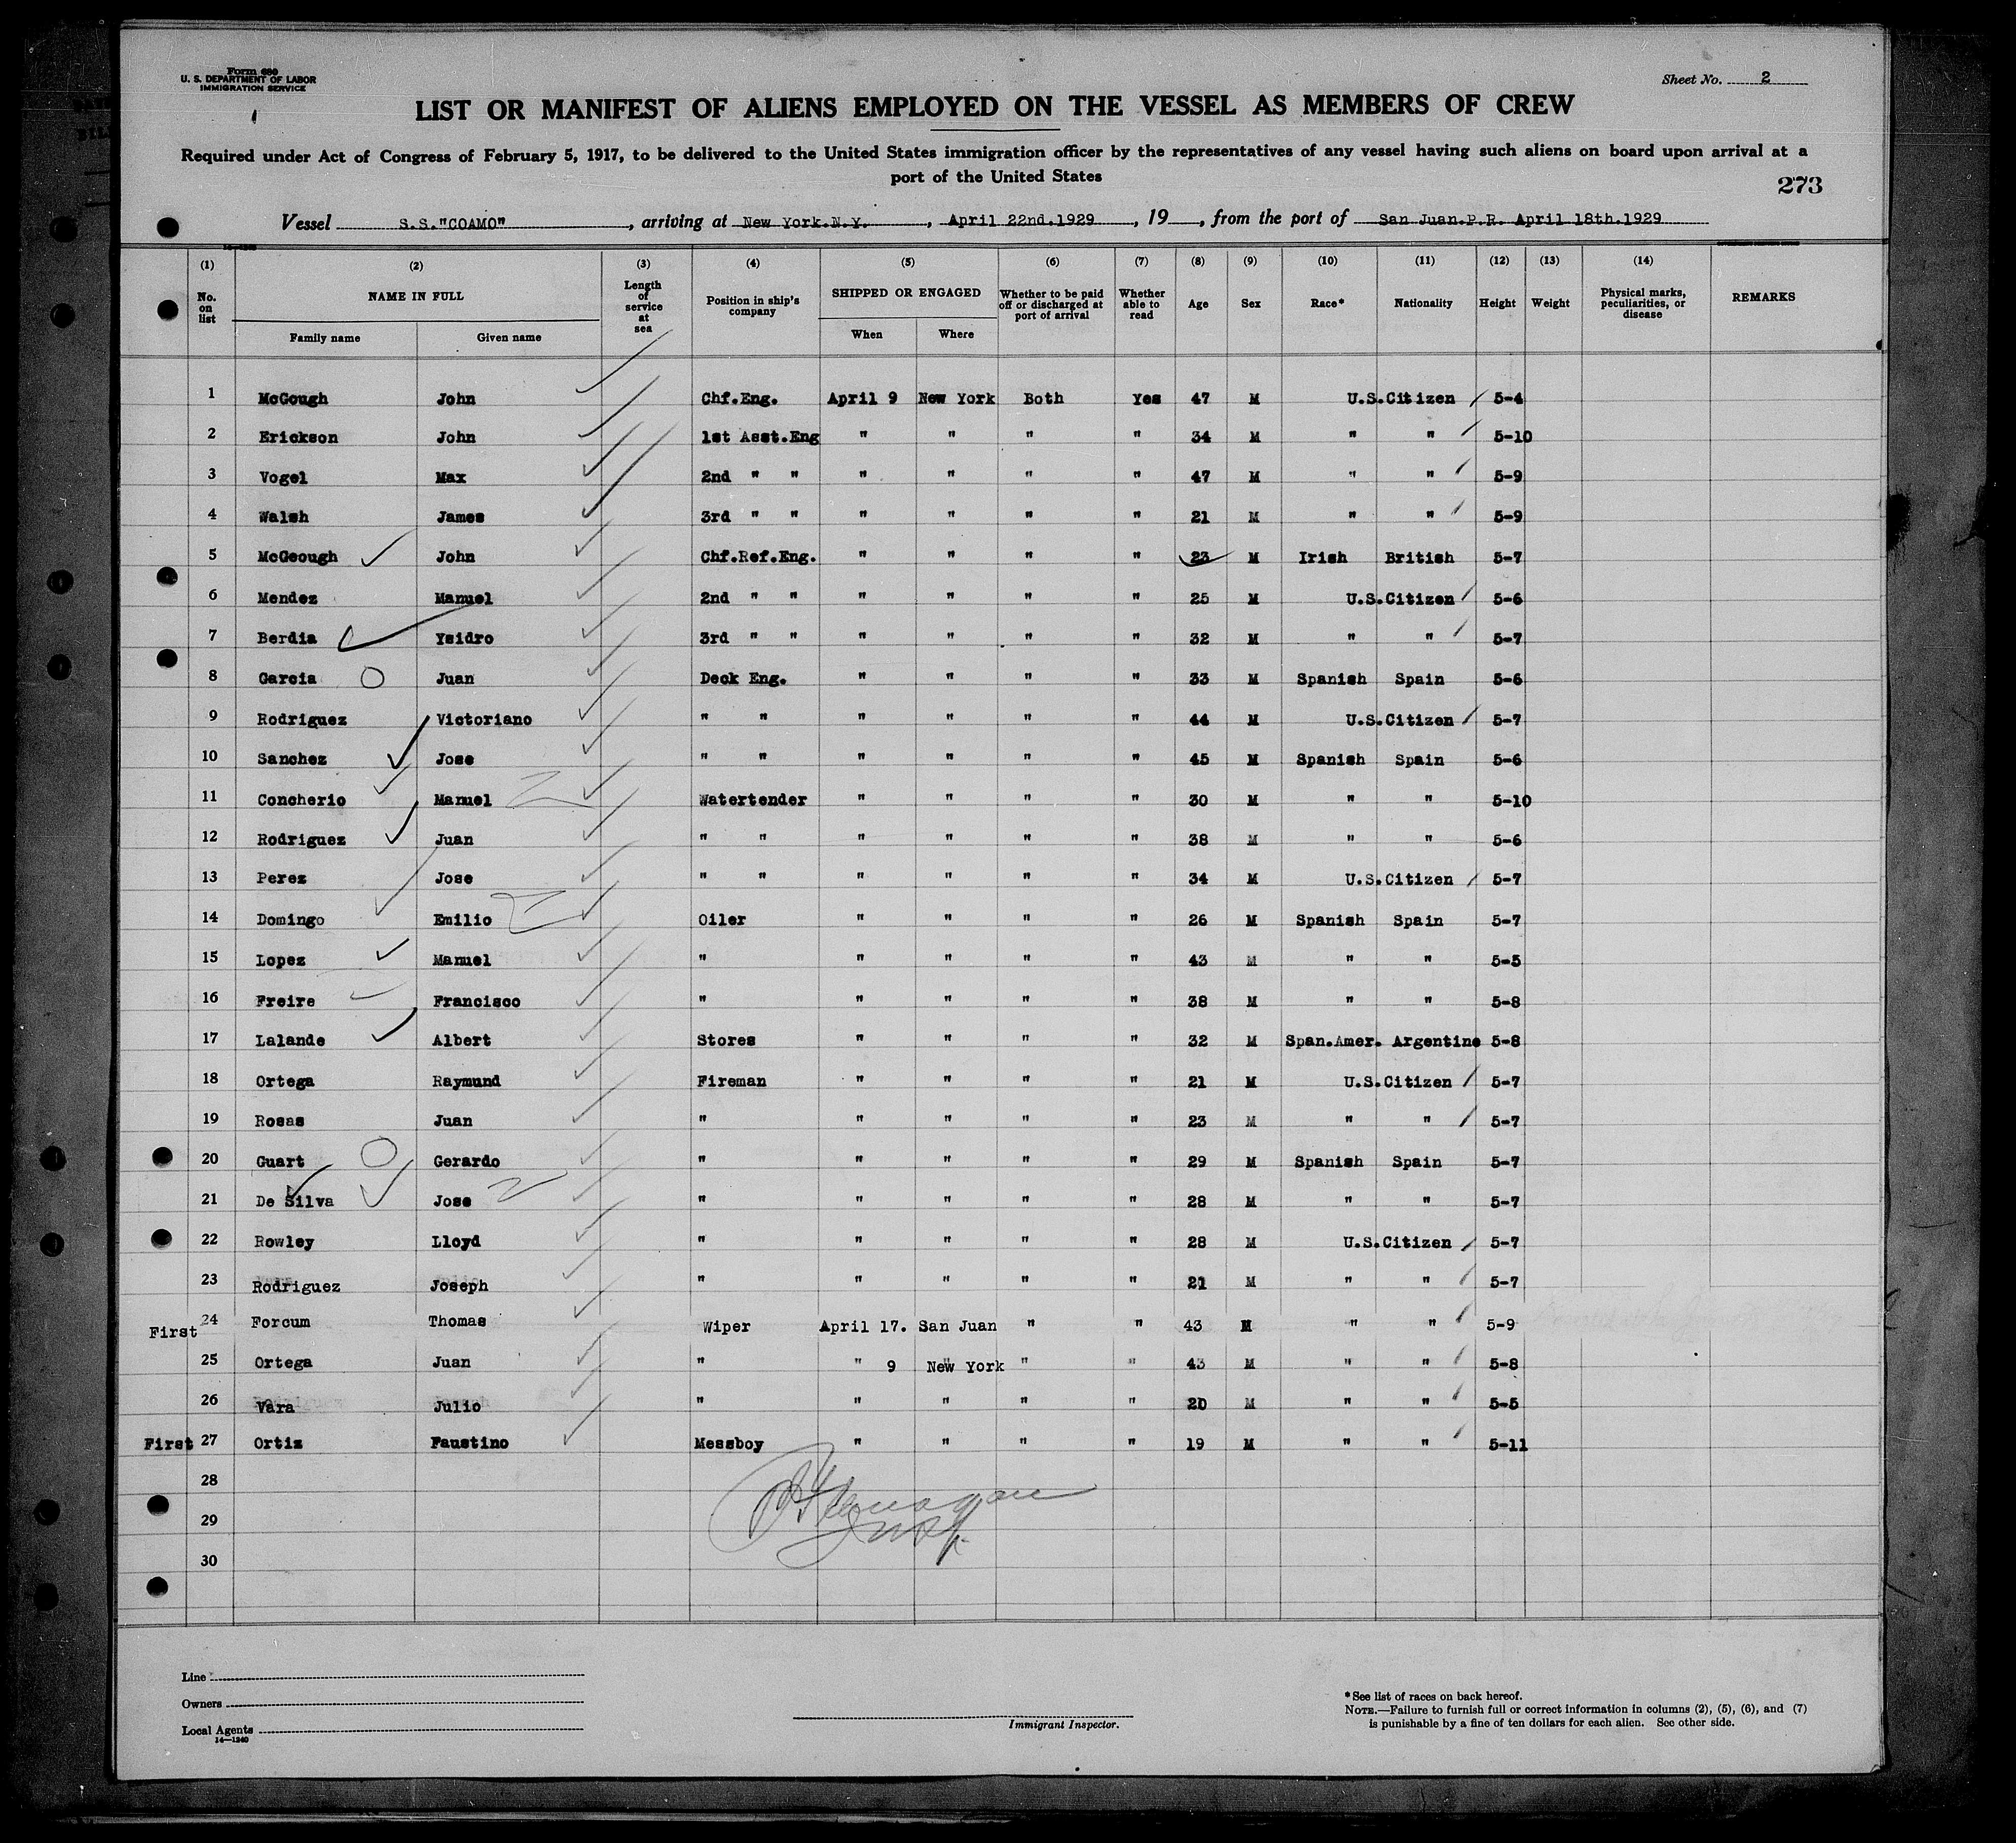 Form 680
U. S. DEPARTMENT OF LABOR
IMMIGRATION SERVICE
Sheet No. 2
LIST OR MANIFEST OF ALIENS EMPLOYED ON THE VESSEL AS MEMBERS OF CREW
Required under Act of Congress of February 5, 1917, to be delivered to the United States immigration officer by the representatives of any vessel having such aliens on board upon arrival at a
port of the United States
273
Vessel S.S."COAMO", arriving at New York.N.Y., April 22nd.1929, 19, from the port of San Juan.P.R. April 18th.1929
(1) (2) (3) (4) (5) (6) (7) (8) (9) (10) (11) (12) (13) (14)
No. on list NAME IN FULL Family name Given name Length of service at sea Position in ship's company SHIPPED OR ENGAGED When Where Whether to be paid off or discharged at port of arrival Whether able to read Age Sex Race* Nationality Height Weight Physical marks, peculiarities, or disease REMARKS
1 McGough John Chf.Eng. April 9 New York Both Yes 47 M U.S.Citizen 5-4
2 Erickson John 1st Asst.Eng " " " " 34 M " " 5-10
3 Vogel Max 2nd " " " " " " 47 M " " 5-9
4 Walsh James 3rd " " " " " " 21 M " " 5-9
5 McGeough John Chf.Ref.Eng. " " " " 23 M Irish British 5-7
6 Mendez Manuel 2nd " " " " " " 25 M U.S.Citizen 5-6
7 Berdia Ysidro 3rd " " " " " " 32 M " " 5-7
8 Garcia Juan Deck Eng. " " " " 33 M Spanish Spain 5-6
9 Rodriguez Victoriano " " " " " " 44 M U.S.Citizen 5-7
10 Sanchez Jose " " " " " " 45 M Spanish Spain 5-6
11 Concherio Manuel Watertender " " " " 30 M " " 5-10
12 Rodriguez Juan " " " " " " 38 M " " 5-6
13 Perez Jose " " " " " " 34 M U.S.Citizen 5-7
14 Domingo Emilio Oiler " " " " 26 M Spanish Spain 5-7
15 Lopez Manuel " " " " " 43 M " " 5-5
16 Freire Francisco " " " " " 38 M " " 5-8
17 Lalande Albert Stores " " " " 32 M Span.Amer. Argentine 5-8
18 Ortega Raymund Fireman " " " " 21 M U.S.Citizen 5-7
19 Rosas Juan " " " " " 23 M " " 5-7
20 Guart Gerardo " " " " " 29 M Spanish Spain 5-7
21 De Silva Jose " " " " " 28 M " " 5-7
22 Rowley Lloyd " " " " " 28 M U.S.Citizen 5-7
23 Rodriguez Joseph " " " " " 21 M " " 5-7
First 24 Forcum Thomas Wiper April 17. San Juan " " 43 M " " 5-9
25 Ortega Juan " " 9 New York " " 43 M " " 5-8
26 Vara Julio " " " " " 20 M " " 5-5
First 27 Ortiz Faustino Messboy " " " " 19 M " " 5-11
28
29
30
Line
Owners
Local Agents
14—1240
Immigrant Inspector.
*See list of races on back hereof.
NOTE.—Failure to furnish full or correct information in columns (2), (5), (6), and (7)
is punishable by a fine of ten dollars for each alien. See other side.